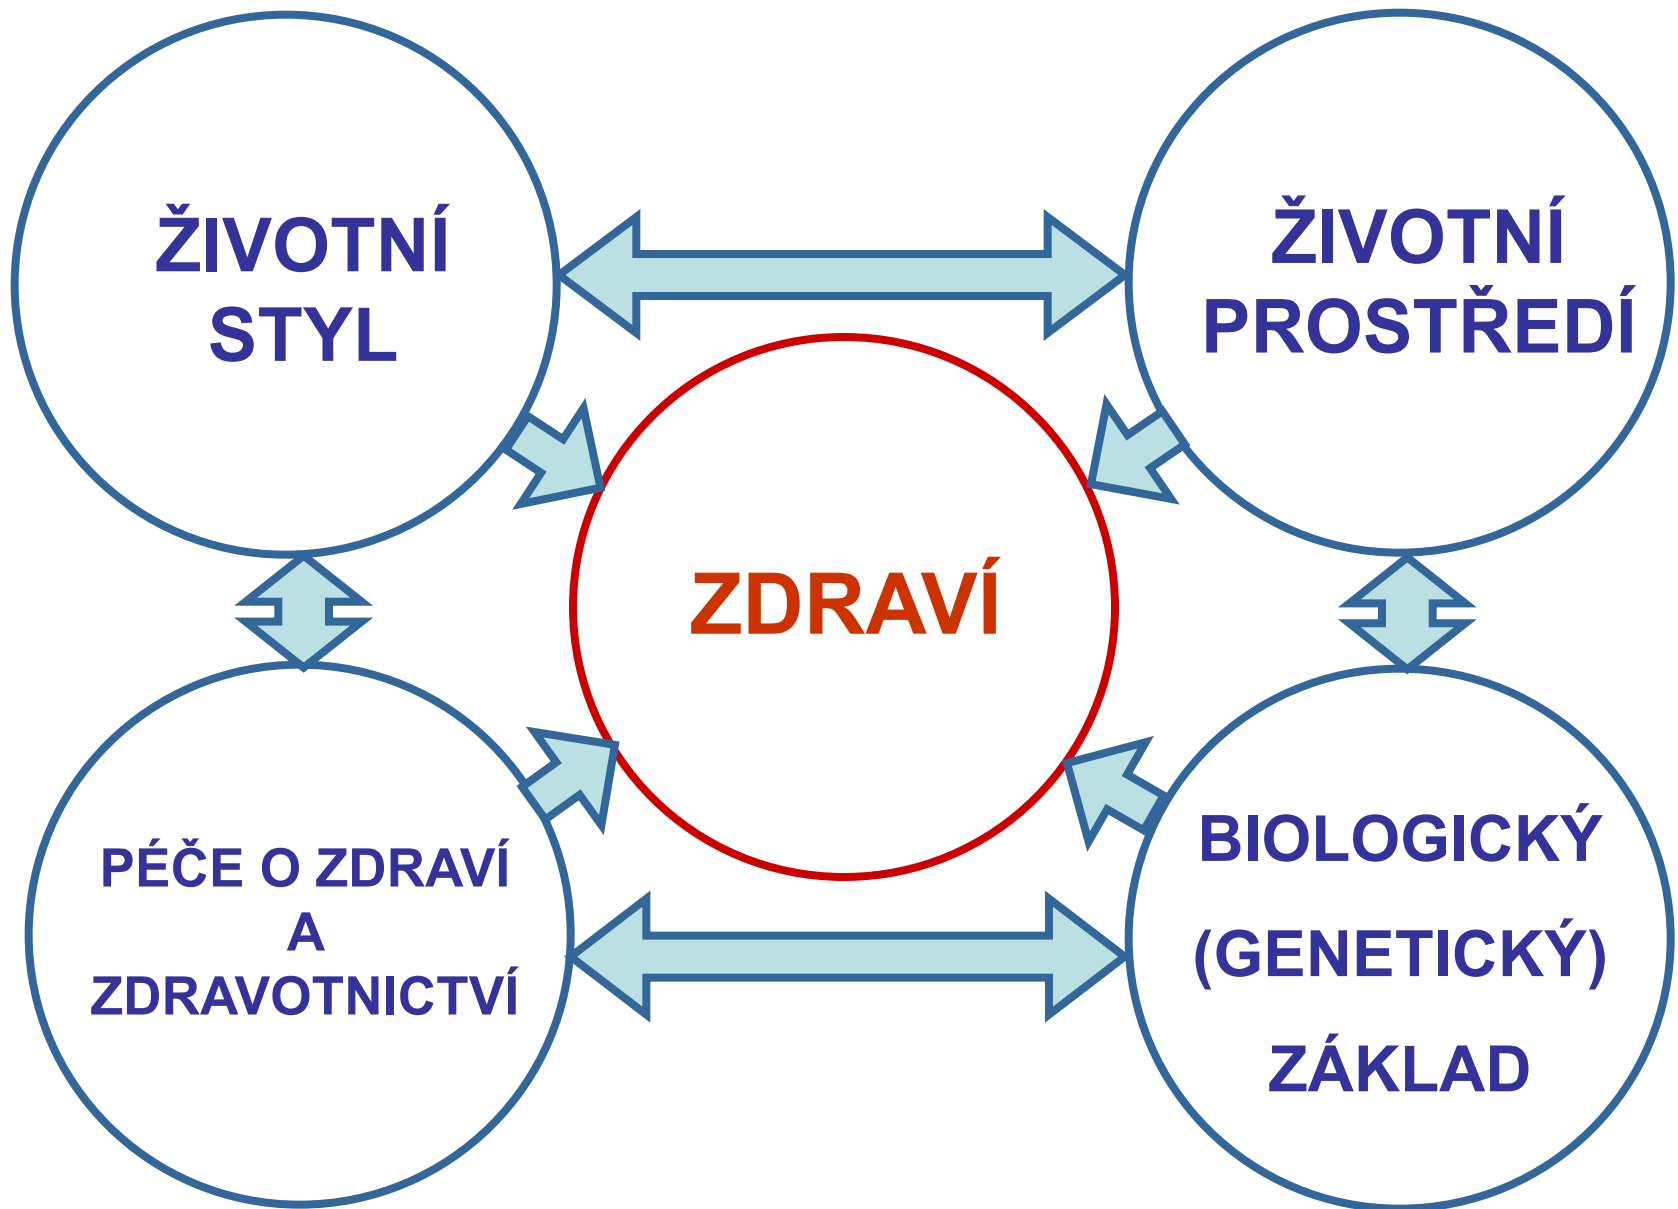 ŽIVOTNÍ
STYL
ŽIVOTNÍ
PROSTŘEDÍ
ZDRAVÍ
PÉČE O ZDRAVÍ
A
ZDRAVOTNICTVÍ
BIOLOGICKÝ
(GENETICKÝ)
ZÁKLAD